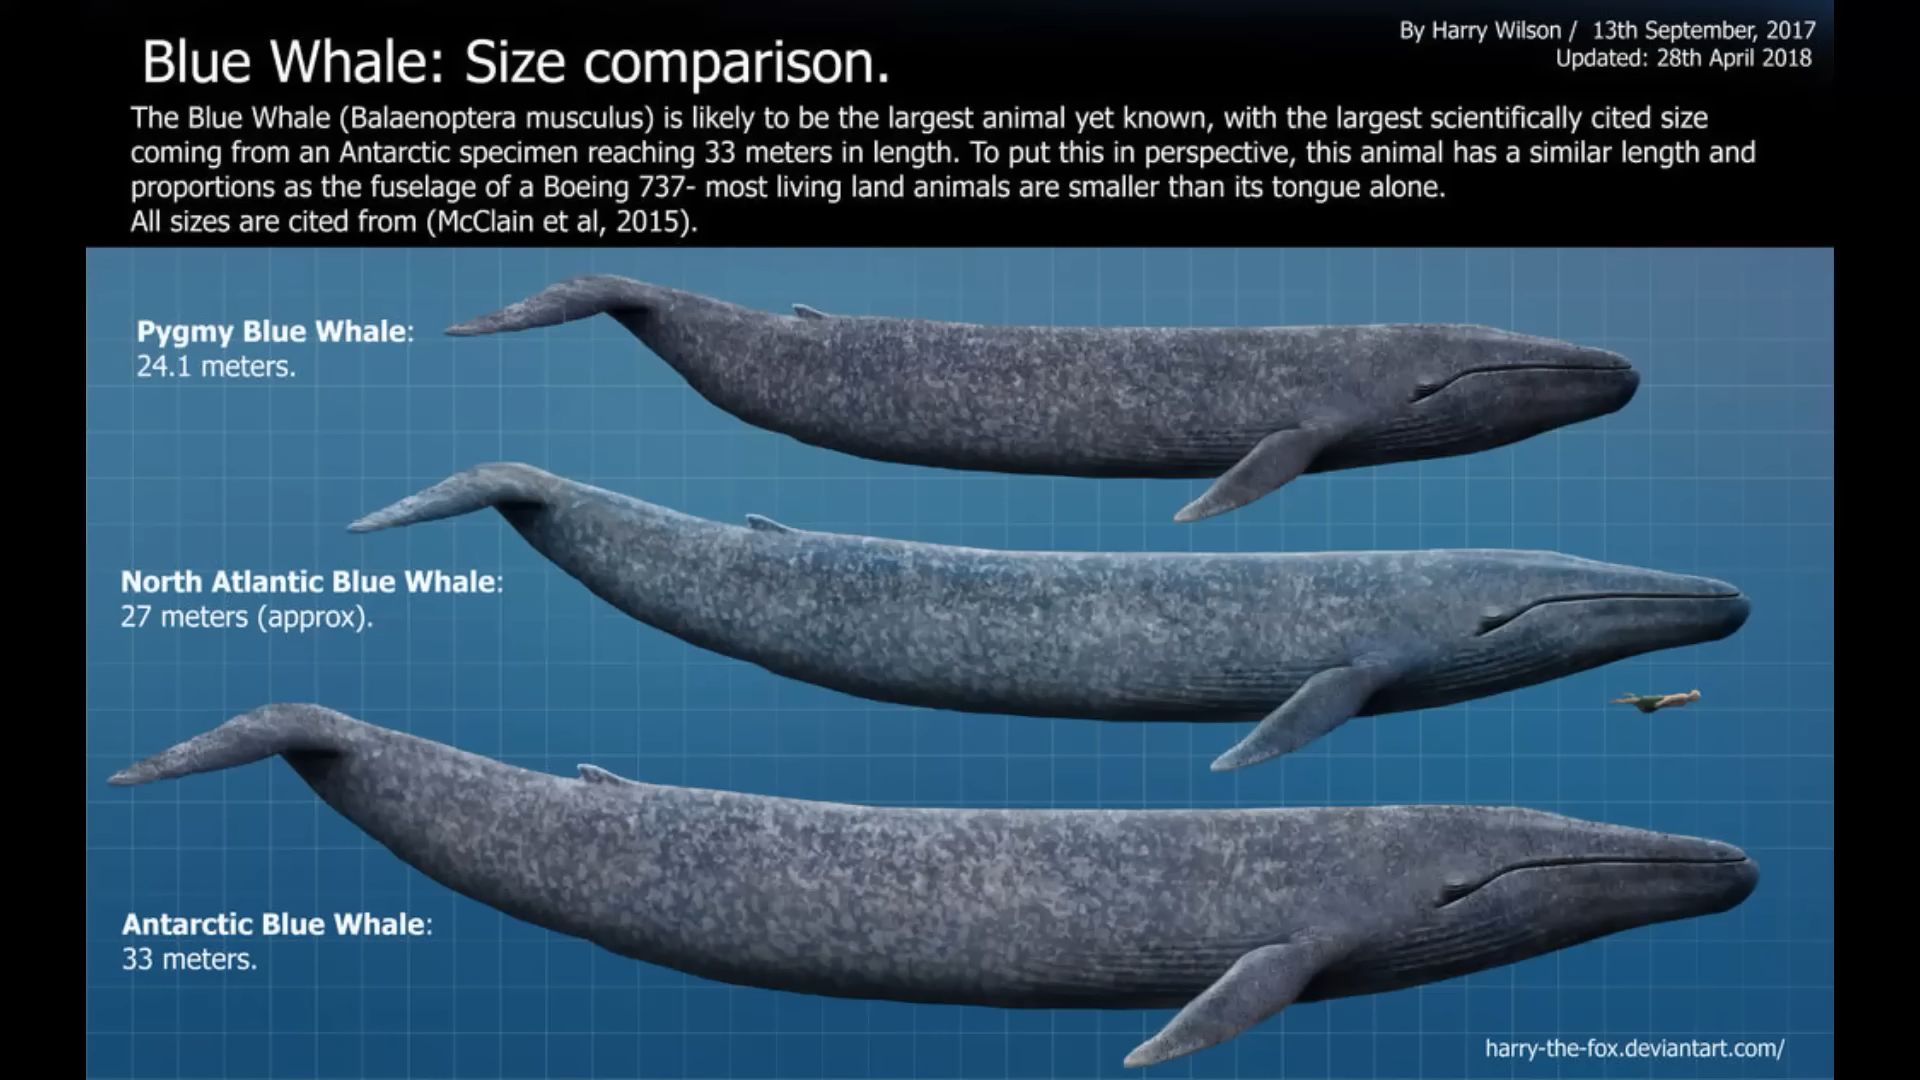 Blue Whale: Size comparison.
By Harry Wilson / 13th September, 2017
Updated: 28th April 2018
The Blue Whale (Balaenoptera musculus) is likely to be the largest animal yet known, with the largest scientifically cited size
coming from an Antarctic specimen reaching 33 meters in length. To put this in perspective, this animal has a similar length and
proportions as the fuselage of a Boeing 737- most living land animals are smaller than its tongue alone.
All sizes are cited from (McClain et al, 2015).
Pygmy Blue Whale:
24.1 meters.
North Atlantic Blue Whale:
27 meters (approx).
Antarctic Blue Whale:
33 meters.
harry-the-fox.deviantart.com/